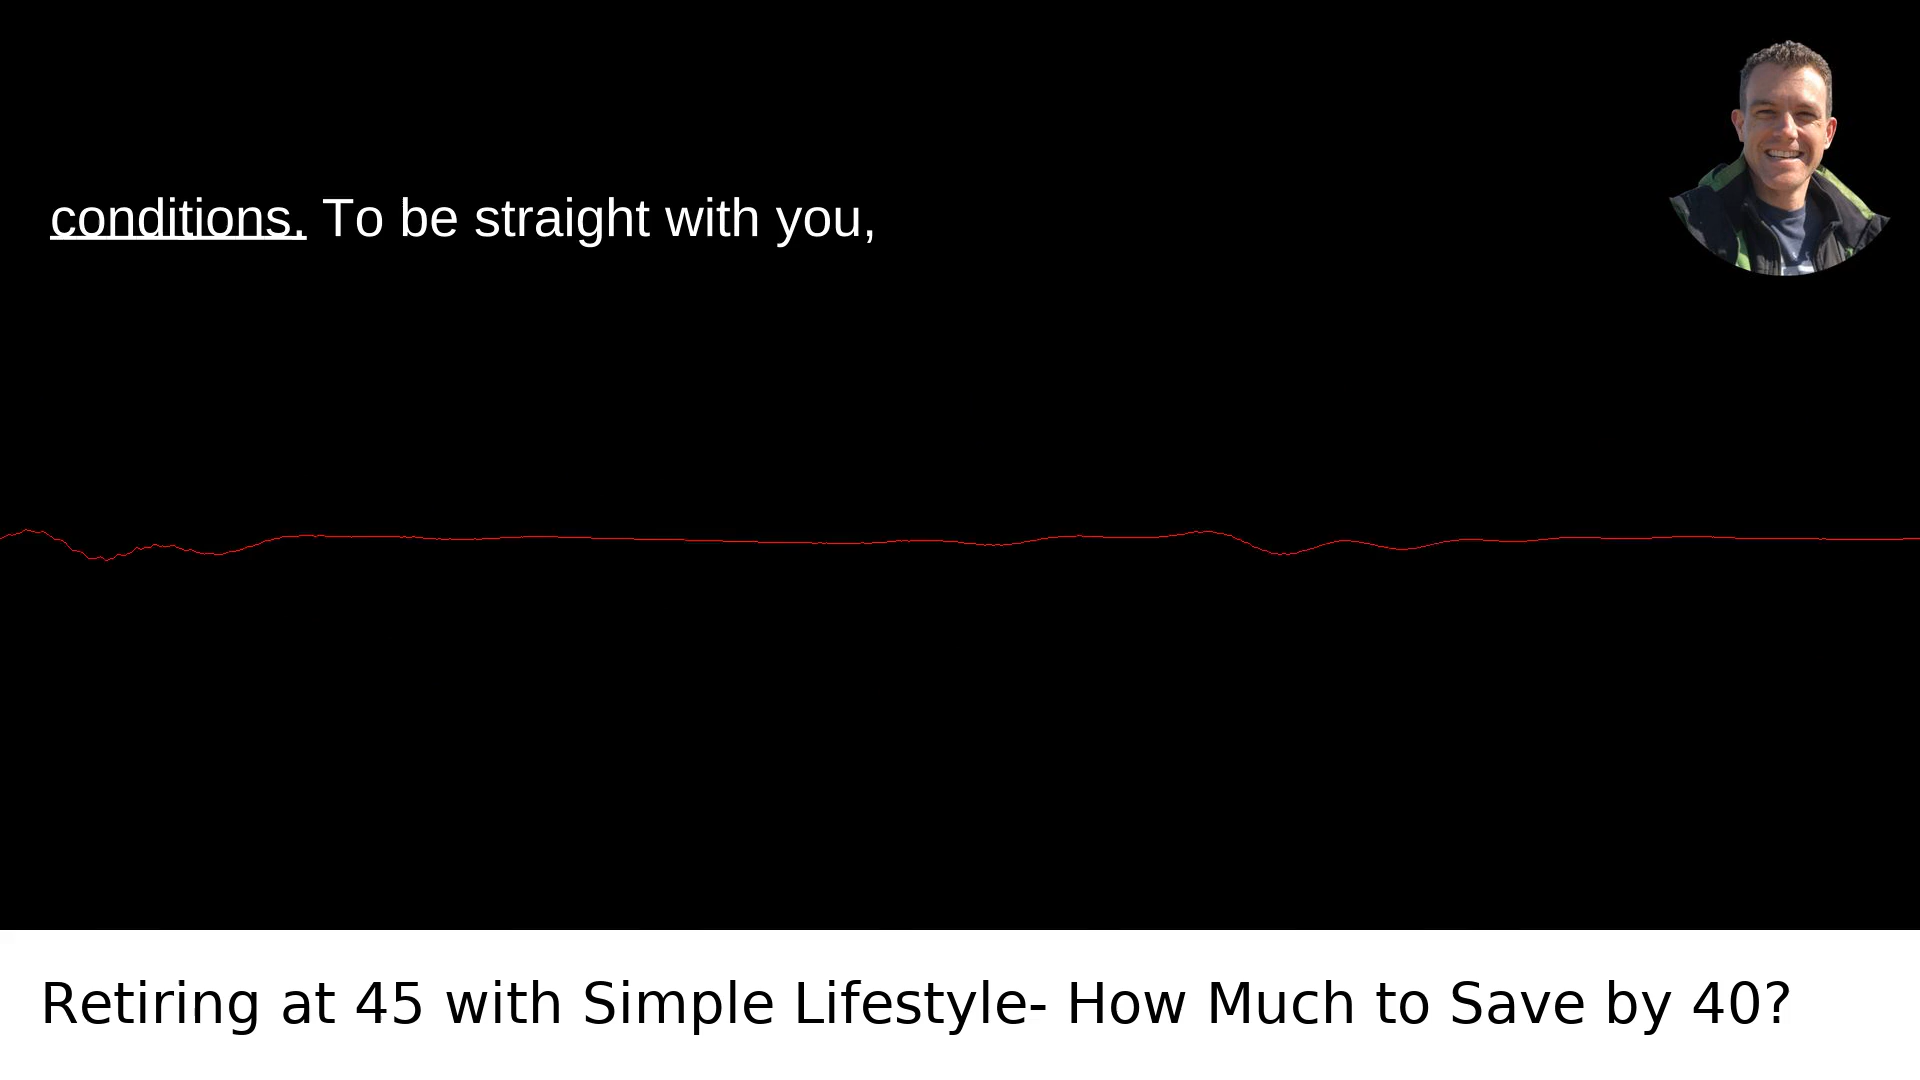 conditions. To be straight with you,
Retiring at 45 with Simple Lifestyle- How Much to Save by 40?